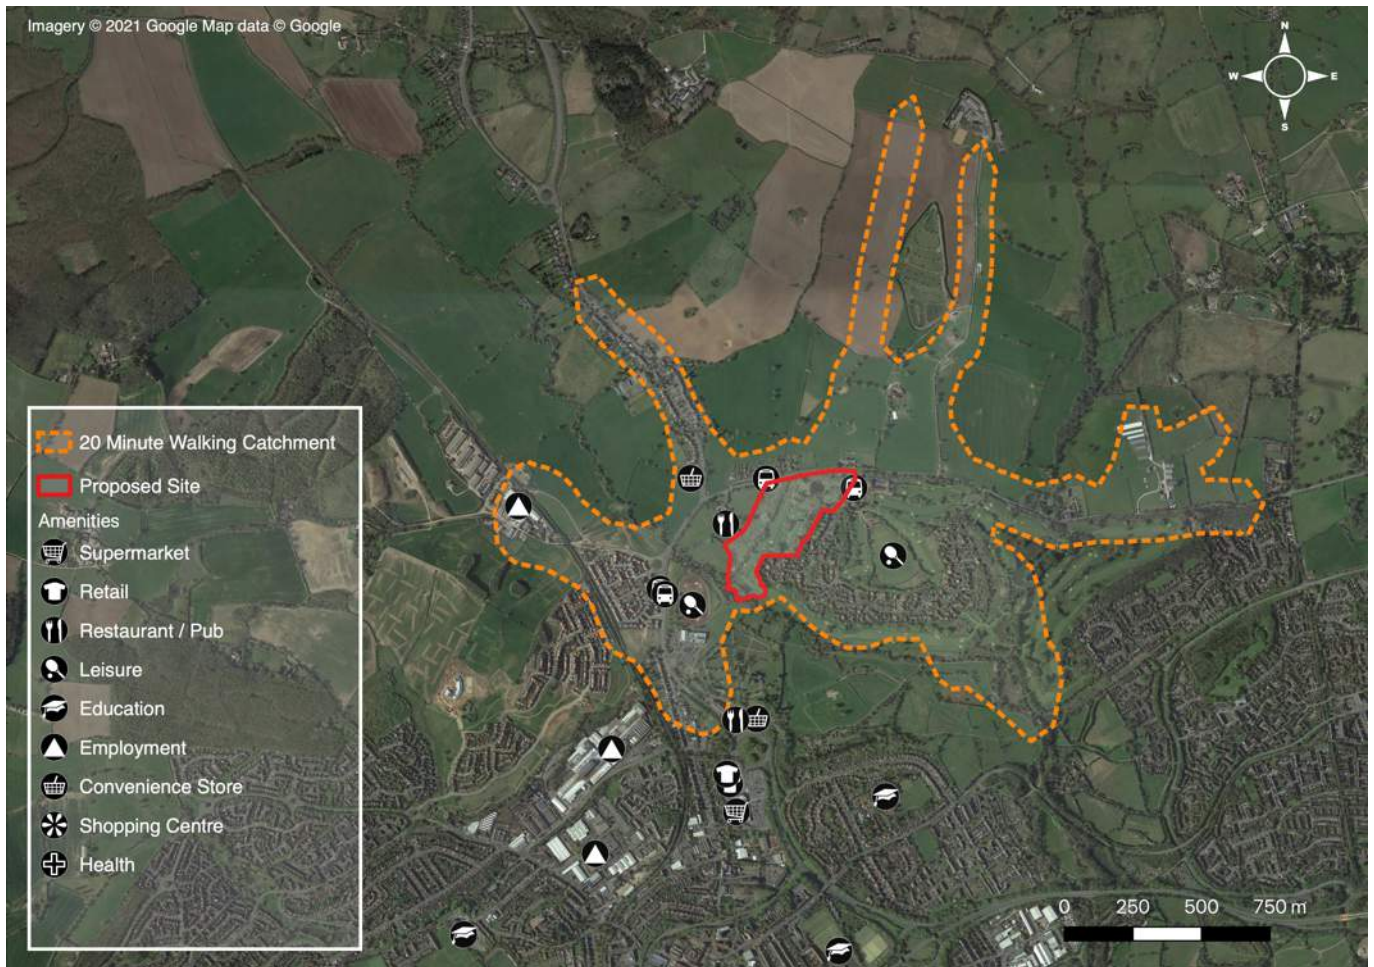 Imagery © 2021 Google Map data © Google
N
W E
S
20 Minute Walking Catchment
Proposed Site
Amenities
Supermarket
Retail
Restaurant / Pub
Leisure
Education
Employment
Convenience Store
Shopping Centre
Health
0 250 500 750 m